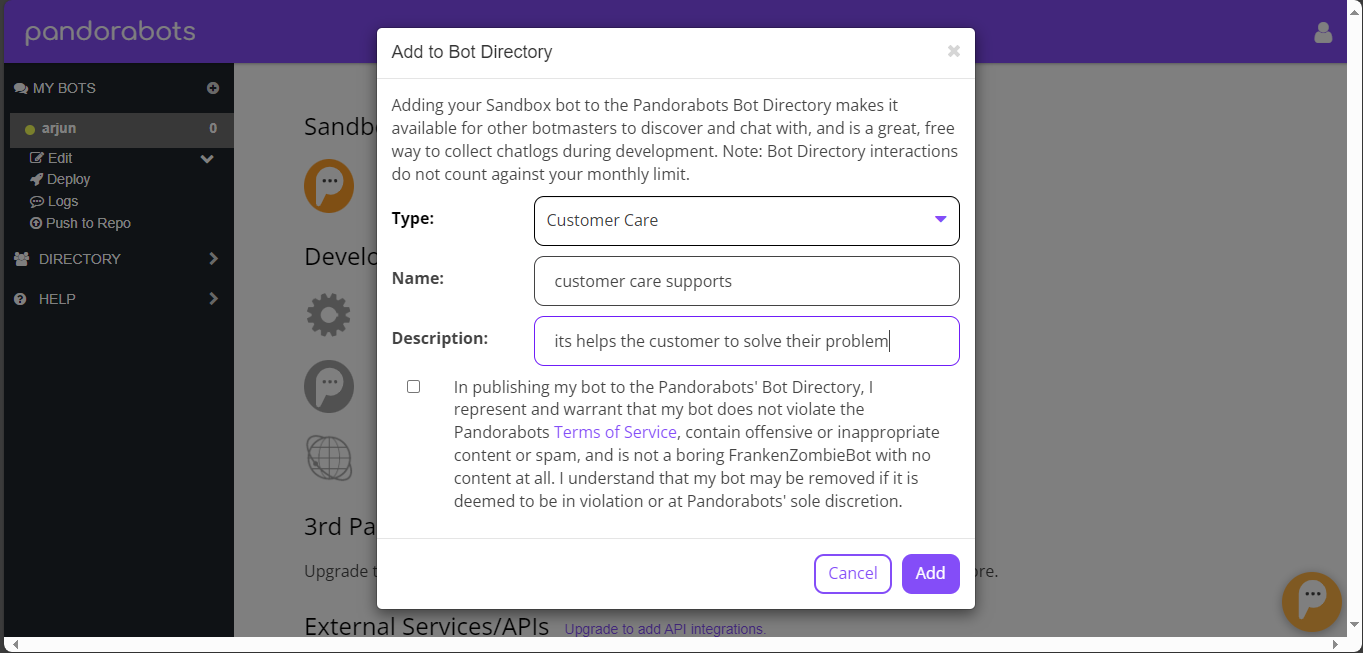 pandorabots
MY BOTS
arjun 0
Edit
Deploy
Logs
Push to Repo
DIRECTORY
HELP
Add to Bot Directory
Adding your Sandbox bot to the Pandorabots Bot Directory makes it
available for other botmasters to discover and chat with, and is a great, free
way to collect chatlogs during development. Note: Bot Directory interactions
do not count against your monthly limit.
Type: Customer Care
Name: customer care supports
Description: its helps the customer to solve their problem
In publishing my bot to the Pandorabots' Bot Directory, I
represent and warrant that my bot does not violate the
Pandorabots Terms of Service, contain offensive or inappropriate
content or spam, and is not a boring FrankenZombieBot with no
content at all. I understand that my bot may be removed if it is
deemed to be in violation or at Pandorabots' sole discretion.
Cancel Add
3rd
Upgrade
External Services/APIs Upgrade to add API integrations.